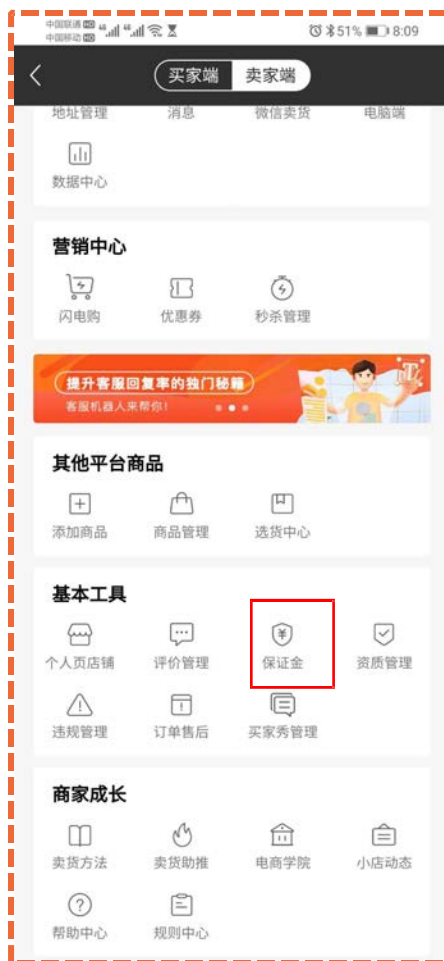 中国联通 HD 46 46
中国移动 HD 51% 8:09
买家端 卖家端
地址管理 消息 微信卖货 电脑端
数据中心
营销中心
闪电购 优惠券 秒杀管理
提升客服回复率的独门秘籍
客服机器人来帮你!
其他平台商品
添加商品 商品管理 选货中心
基本工具
个人页店铺 评价管理 保证金 资质管理
违规管理 订单售后 买家秀管理
商家成长
卖货方法 卖货助推 电商学院 小店动态
帮助中心 规则中心